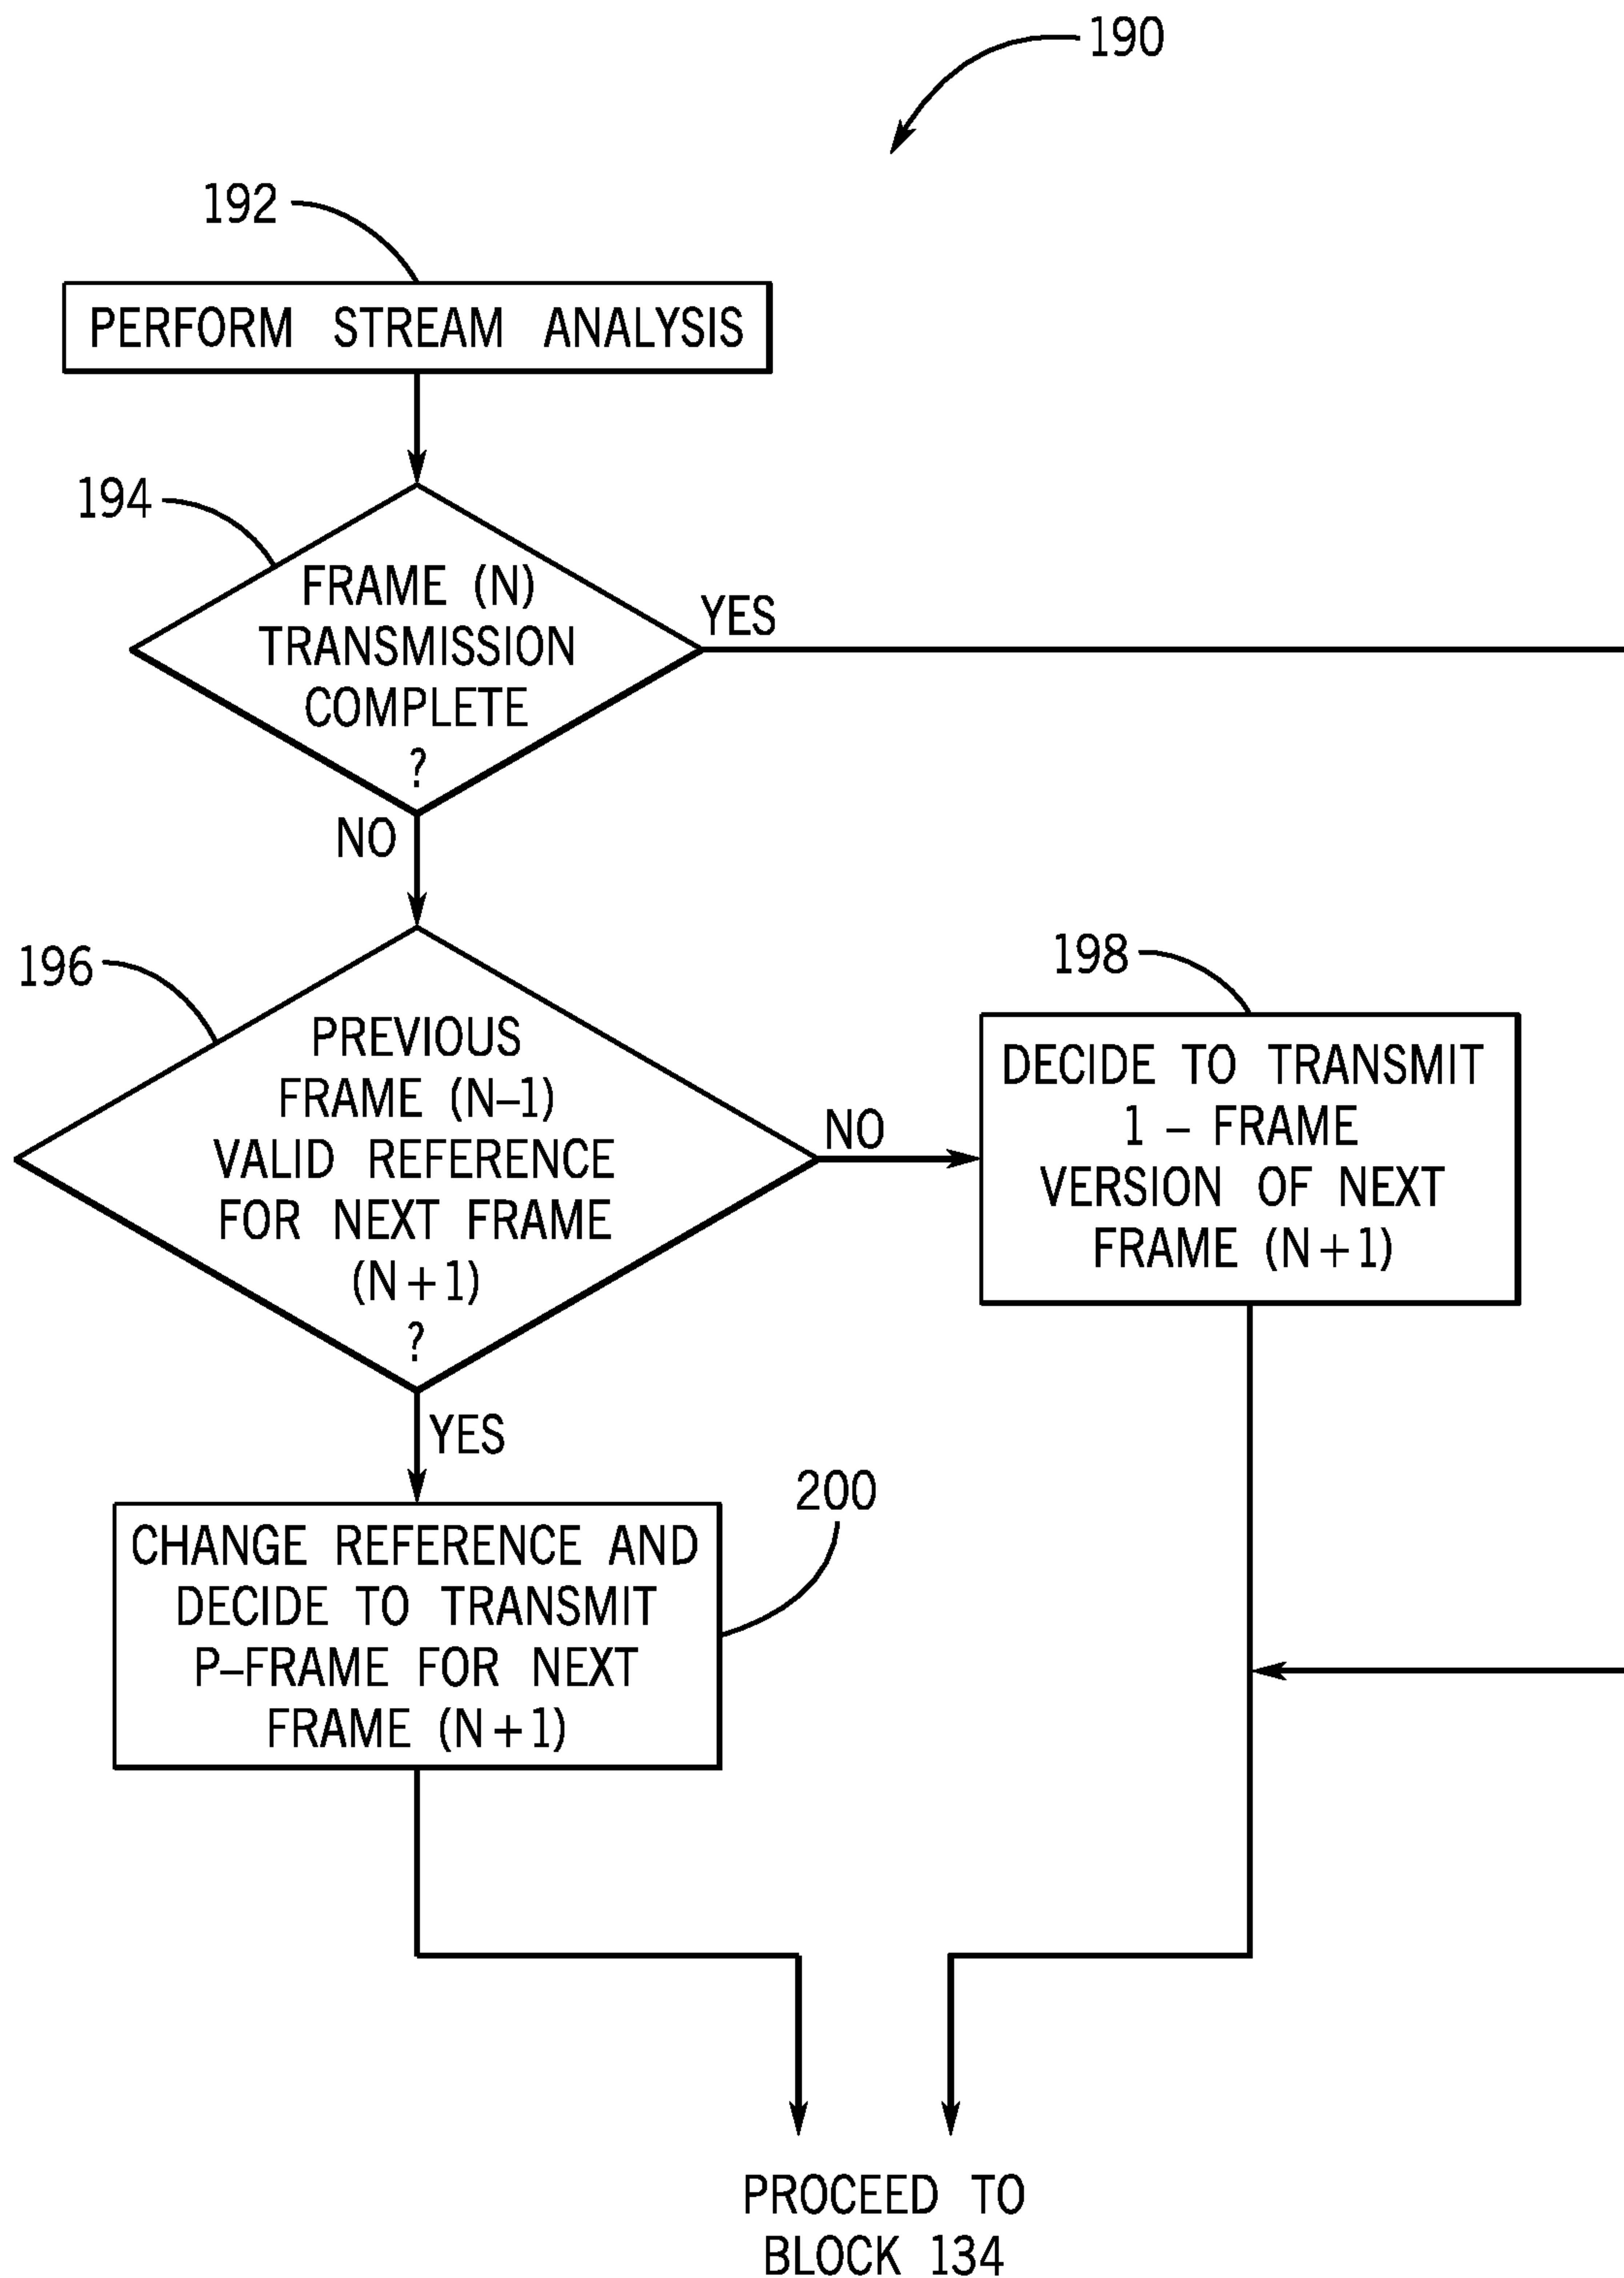 190
192
PERFORM STREAM ANALYSIS
194
FRAME (N)
TRANSMISSION
COMPLETE
?
YES
NO
196
PREVIOUS
FRAME (N–1)
VALID REFERENCE
FOR NEXT FRAME
(N+1)
?
NO
198
DECIDE TO TRANSMIT
1 – FRAME
VERSION OF NEXT
FRAME (N+1)
YES
200
CHANGE REFERENCE AND
DECIDE TO TRANSMIT
P–FRAME FOR NEXT
FRAME (N+1)
PROCEED TO
BLOCK 134